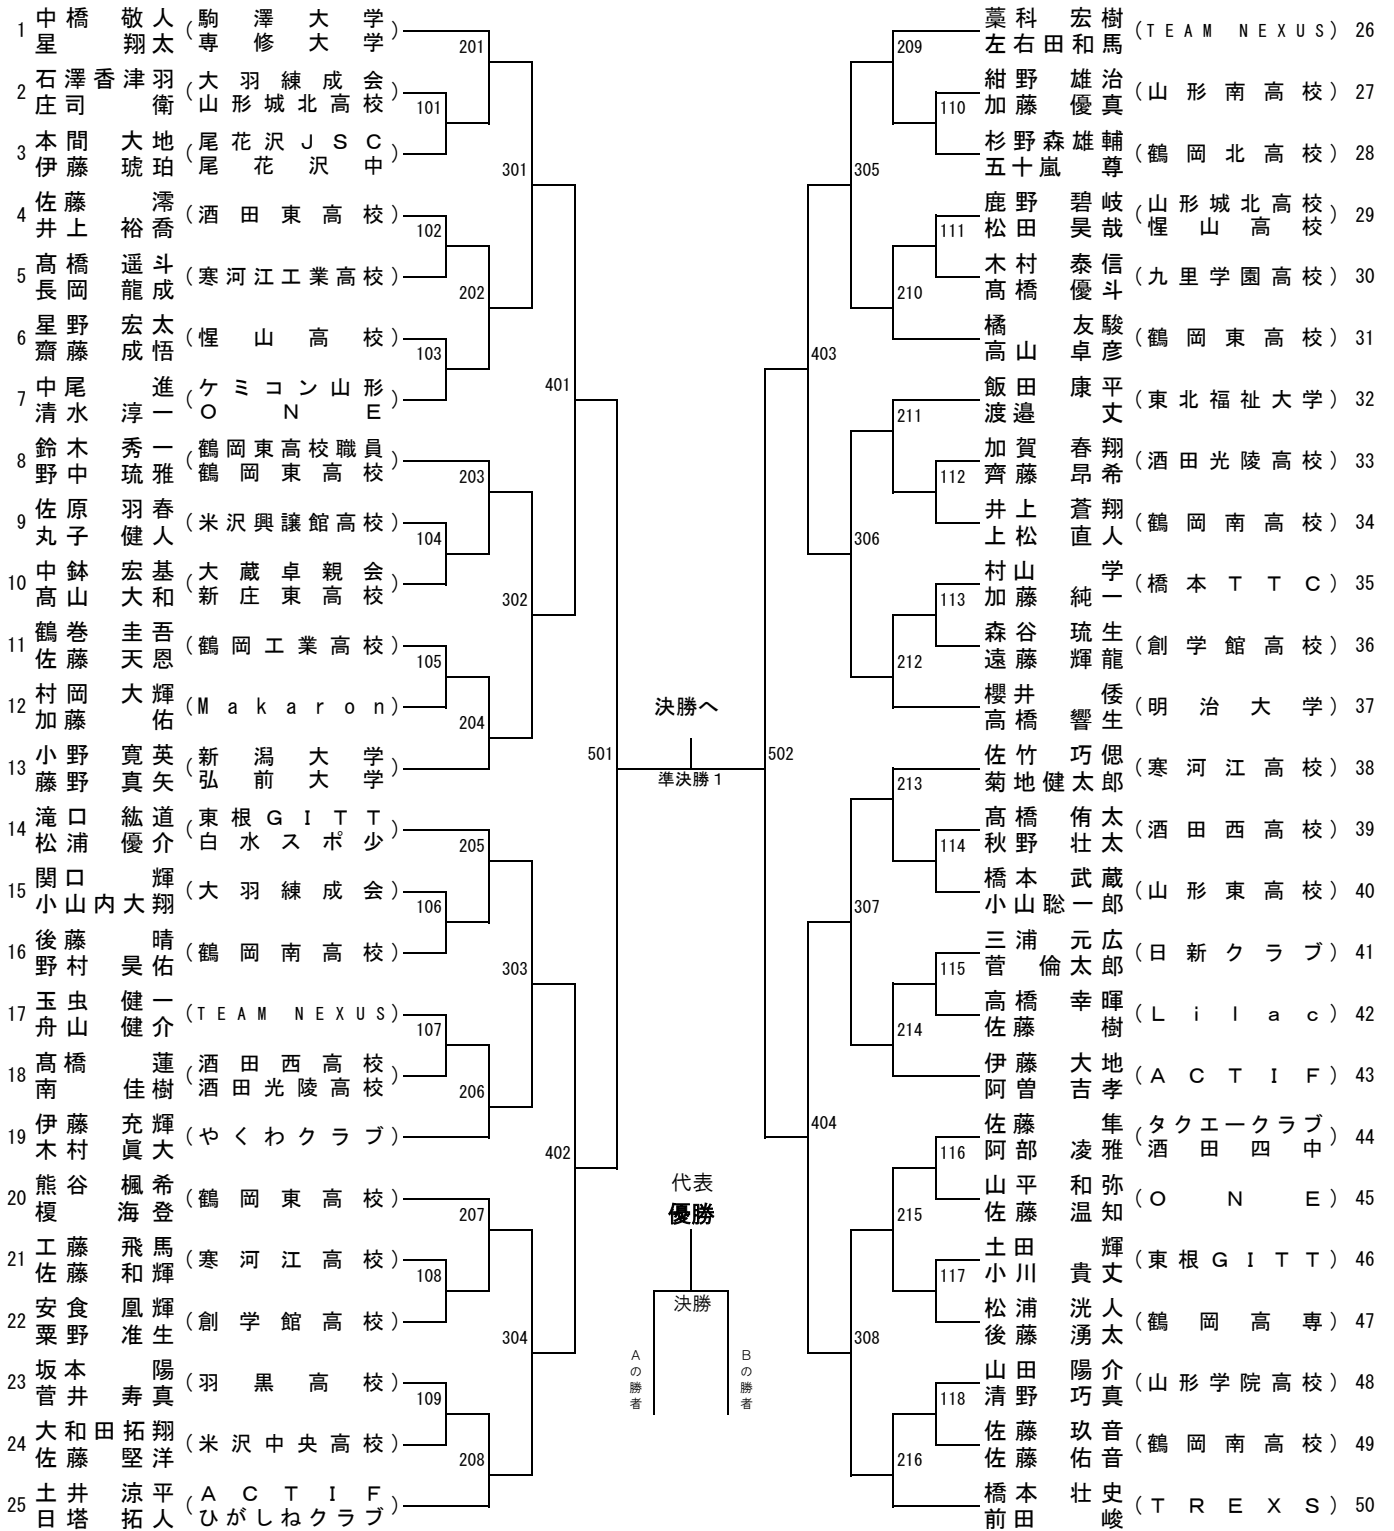 1 中橋 敬人 (駒澤大学
星 翔太 専修大学)
2 石澤香津羽 (大羽練成会
庄司 衛 山形城北高校)
3 本間 大地 (尾花沢JSC
伊藤 琥珀 尾花沢中)
4 佐藤 澪 (酒田東高校)
井上 裕喬
5 髙橋 遥斗 (寒河江工業高校)
長岡 龍成
6 星野 宏太 (惺山高校)
齋藤 成悟
7 中尾 進 (ケミコン山形
清水 淳一 ONE)
8 鈴木 秀一 (鶴岡東高校職員
野中 琉雅 鶴岡東高校)
9 佐原 羽春 (米沢興譲館高校)
丸子 健人
10 中鉢 宏基 (大蔵卓親会
髙山 大和 新庄東高校)
11 鶴巻 圭吾 (鶴岡工業高校)
佐藤 天恩
12 村岡 大輝 (Makaron)
加藤 佑
13 小野 寛英 (新潟大学
藤野 真矢 弘前大学)
14 滝口 紘道 (東根GITT
松浦 優介 白水スポ少)
15 関口 輝 (大羽練成会)
小山内大翔
16 後藤 晴 (鶴岡南高校)
野村 昊佑
17 玉虫 健一 (TEAM NEXUS)
舟山 健介
18 髙橋 蓮 (酒田西高校
南 佳樹 酒田光陵高校)
19 伊藤 充輝 (やくわクラブ)
木村 眞大
20 熊谷 楓希 (鶴岡東高校)
榎 海登
21 工藤 飛馬 (寒河江高校)
佐藤 和輝
22 安食 凰輝 (創学館高校)
粟野 准生
23 坂本 陽 (羽黒高校)
菅井 寿真
24 大和田拓翔 (米沢中央高校)
佐藤 堅洋
25 土井 涼平 (ACTIF
日塔 拓人 ひがしねクラブ)
201
101
301
102
202
103
401
203
104
302
105
204
501
205
106
303
107
206
402
207
108
304
109
208
決勝へ
準決勝1
代表
優勝
決勝
Aの勝者
Bの勝者
209
110
305
111
210
403
211
112
306
113
212
502
213
114
307
115
214
404
116
215
117
308
118
216
藁科 宏樹 (TEAM NEXUS) 26
左右田和馬
紺野 雄治 (山形南高校) 27
加藤 優真
杉野森雄輔 (鶴岡北高校) 28
五十嵐 尊
鹿野 碧岐 (山形城北高校
松田 昊哉 惺山高校) 29
木村 泰信 (九里学園高校) 30
髙橋 優斗
橘 友駿 (鶴岡東高校) 31
高山 卓彦
飯田 康平 (東北福祉大学) 32
渡邉 丈
加賀 春翔 (酒田光陵高校) 33
齊藤 昂希
井上 蒼翔 (鶴岡南高校) 34
上松 直人
村山 学 (橋本TTC) 35
加藤 純一
森谷 琉生 (創学館高校) 36
遠藤 輝龍
櫻井 倭 (明治大学) 37
高橋 響生
佐竹 巧偲 (寒河江高校) 38
菊地健太郎
髙橋 侑太 (酒田西高校) 39
秋野 壮太
橋本 武蔵 (山形東高校) 40
小山聡一郎
三浦 元広 (日新クラブ) 41
菅 倫太郎
高橋 幸暉 (Lilac) 42
佐藤 樹
伊藤 大地 (ACTIF) 43
阿曽 吉孝
佐藤 隼 (タクエークラブ
阿部 凌雅 酒田四中) 44
山平 和弥 (ONE) 45
佐藤 温知
土田 輝 (東根GITT) 46
小川 貴丈
松浦 洸人 (鶴岡高専) 47
後藤 湧太
山田 陽介 (山形学院高校) 48
清野 巧真
佐藤 玖音 (鶴岡南高校) 49
佐藤 佑音
橋本 壮史 (TREXS) 50
前田 峻